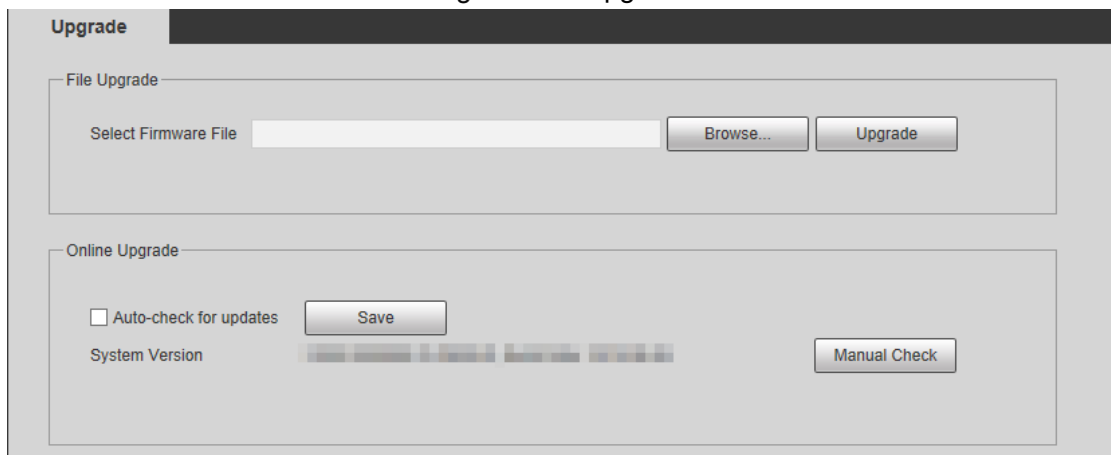 Upgrade
File Upgrade
Select Firmware File Browse... Upgrade
Online Upgrade
Auto-check for updates Save
System Version Manual Check